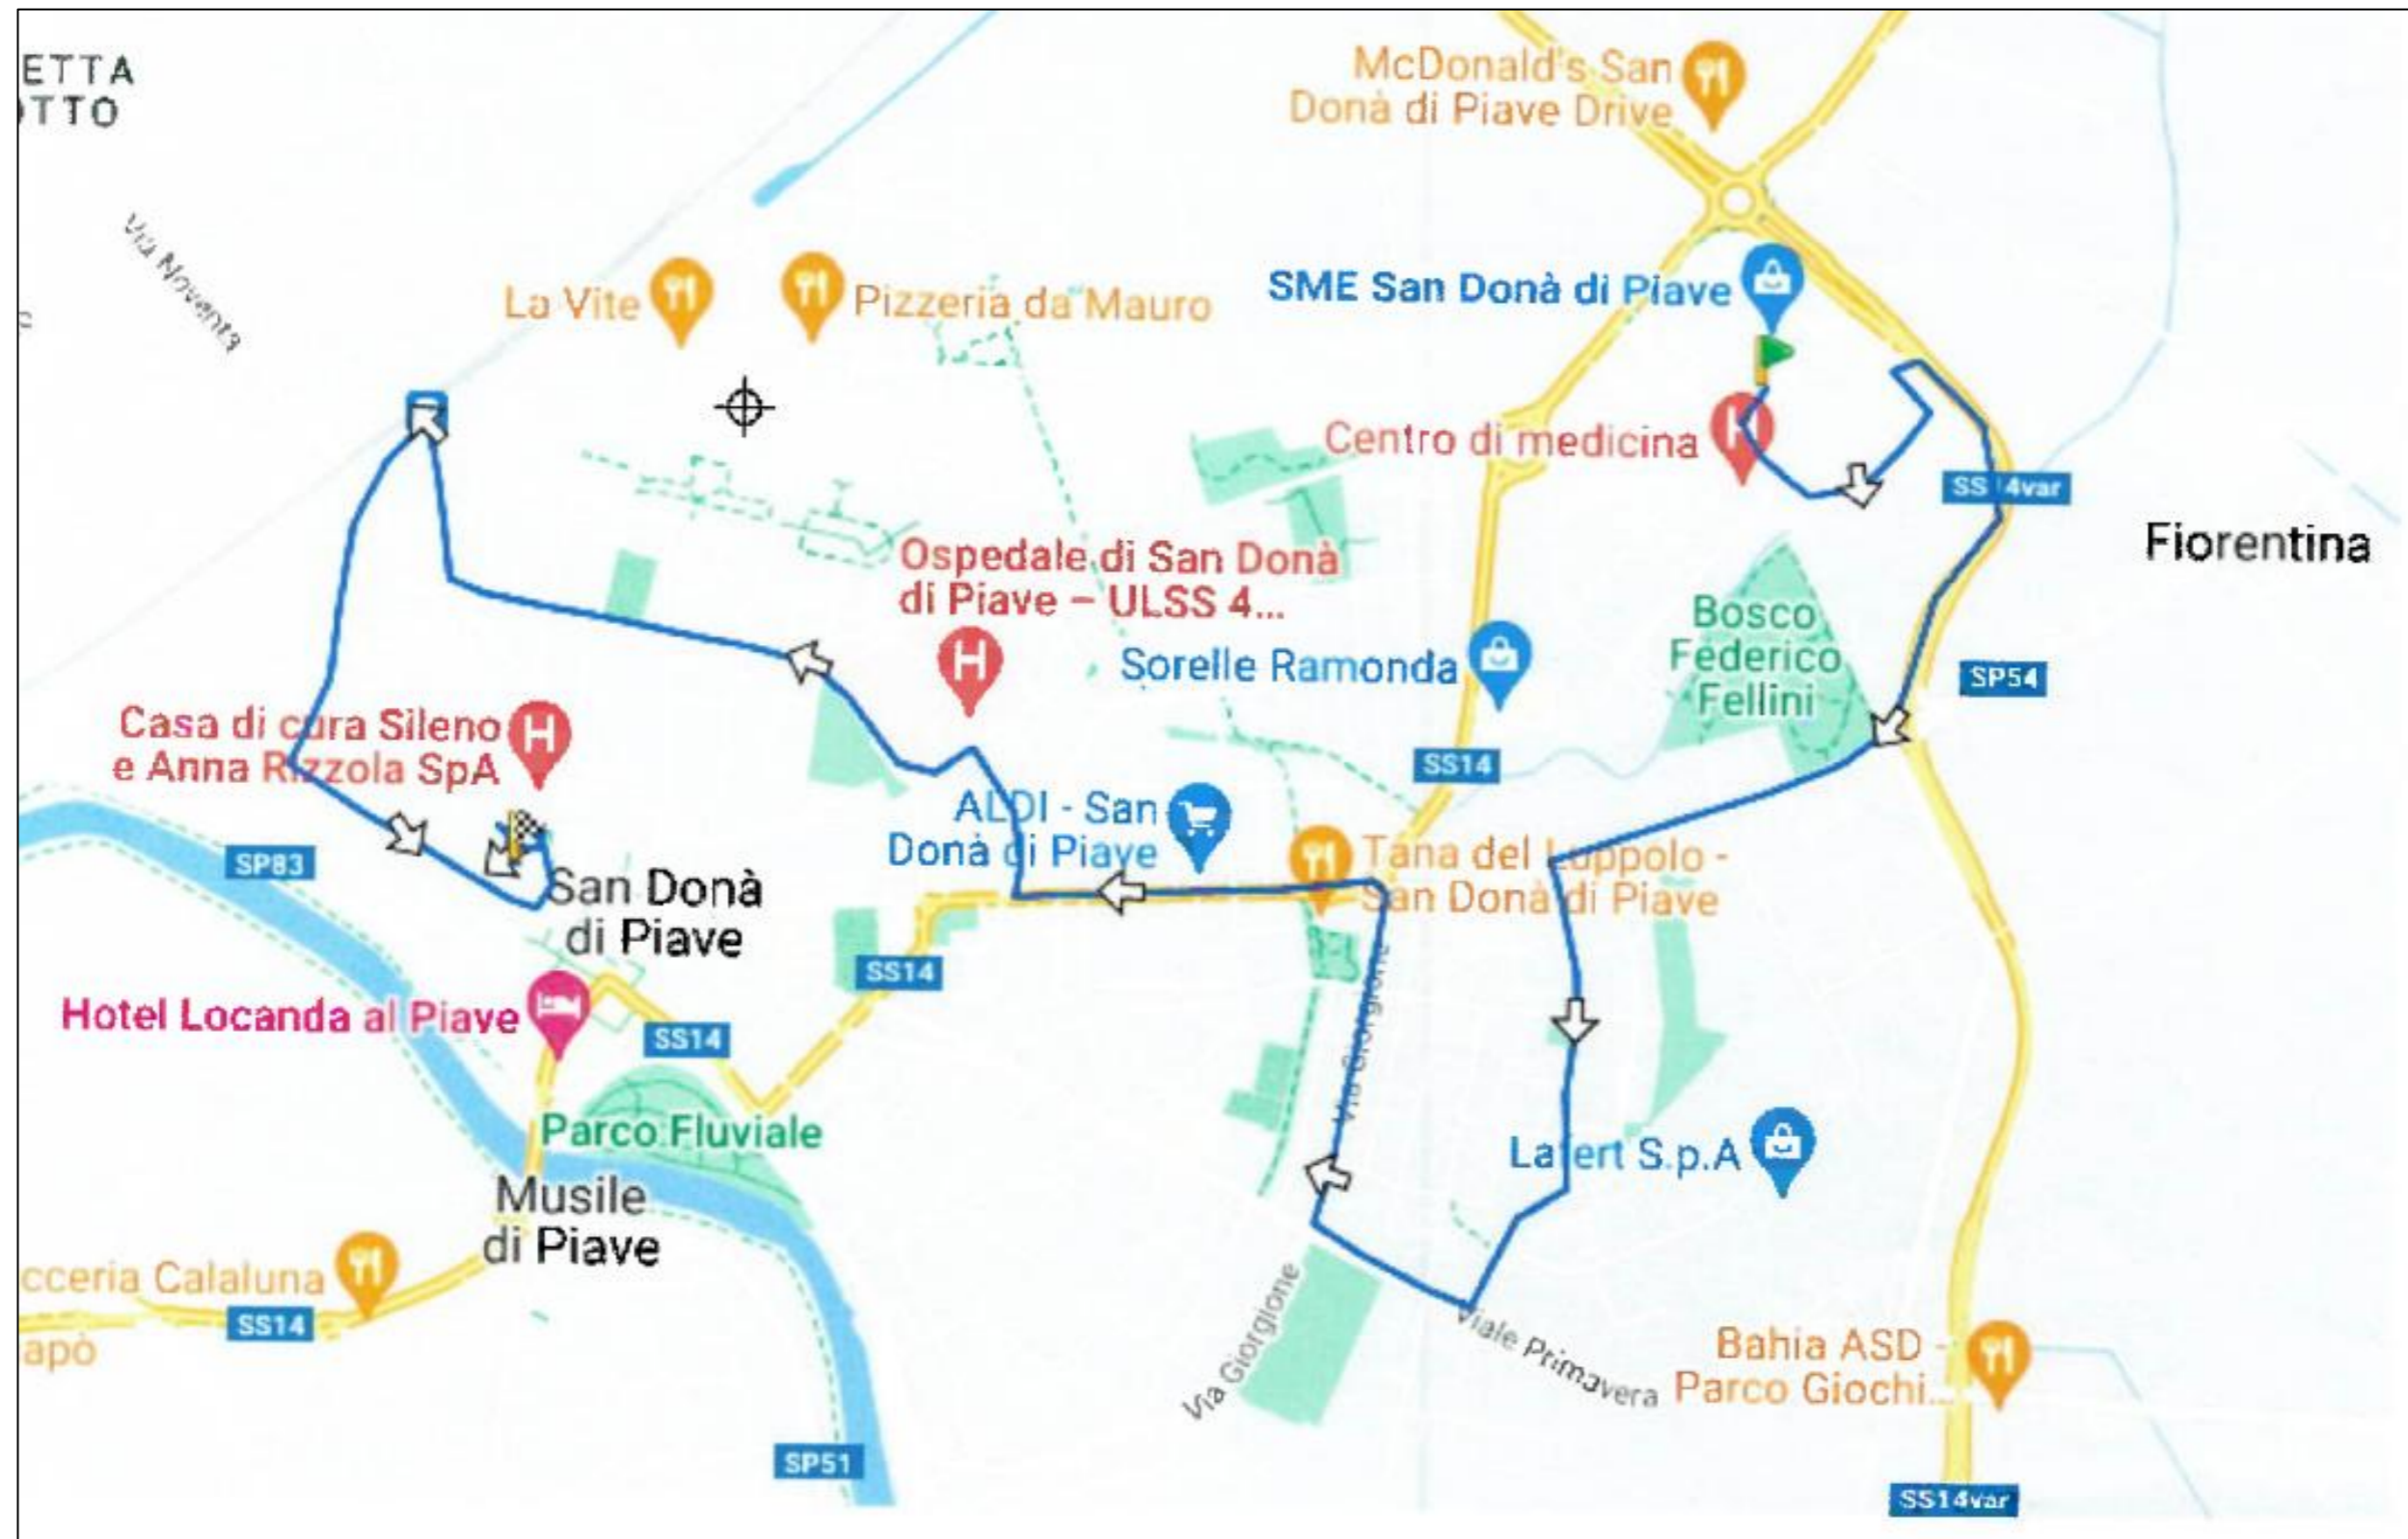 ETTA
OTTO
McDonald's San
Donà di Piave Drive
Via Noventa
La Vite
Pizzeria da Mauro
SME San Donà di Piave
Centro di medicina
SS14var
Fiorentina
Ospedale di San Donà
di Piave – ULSS 4...
Bosco
Federico
Fellini
Sorelle Ramonda
SP54
Casa di cura Sileno
e Anna Rizzola SpA
SS14
ALDI - San
Donà di Piave
Tana del Luppolo -
San Donà di Piave
SP83
San Donà
di Piave
SS14
Hotel Locanda al Piave
SS14
Via Giorgione
Parco Fluviale
Lafert S.p.A
Musile
di Piave
cceria Calaluna
SS14
apò
Via Giorgione
Viale Primavera
Bahia ASD -
Parco Giochi...
SP51
SS14var